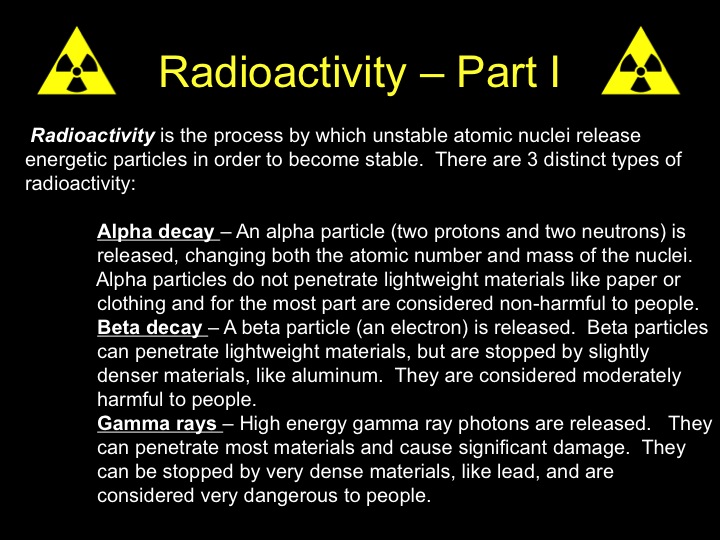 Radioactivity – Part I
Radioactivity is the process by which unstable atomic nuclei release
energetic particles in order to become stable.  There are 3 distinct types of
radioactivity:
Alpha decay – An alpha particle (two protons and two neutrons) is
released, changing both the atomic number and mass of the nuclei.
Alpha particles do not penetrate lightweight materials like paper or
clothing and for the most part are considered non-harmful to people.
Beta decay – A beta particle (an electron) is released.  Beta particles
can penetrate lightweight materials, but are stopped by slightly
denser materials, like aluminum.  They are considered moderately
harmful to people.
Gamma rays – High energy gamma ray photons are released.   They
can penetrate most materials and cause significant damage.  They
can be stopped by very dense materials, like lead, and are
considered very dangerous to people.